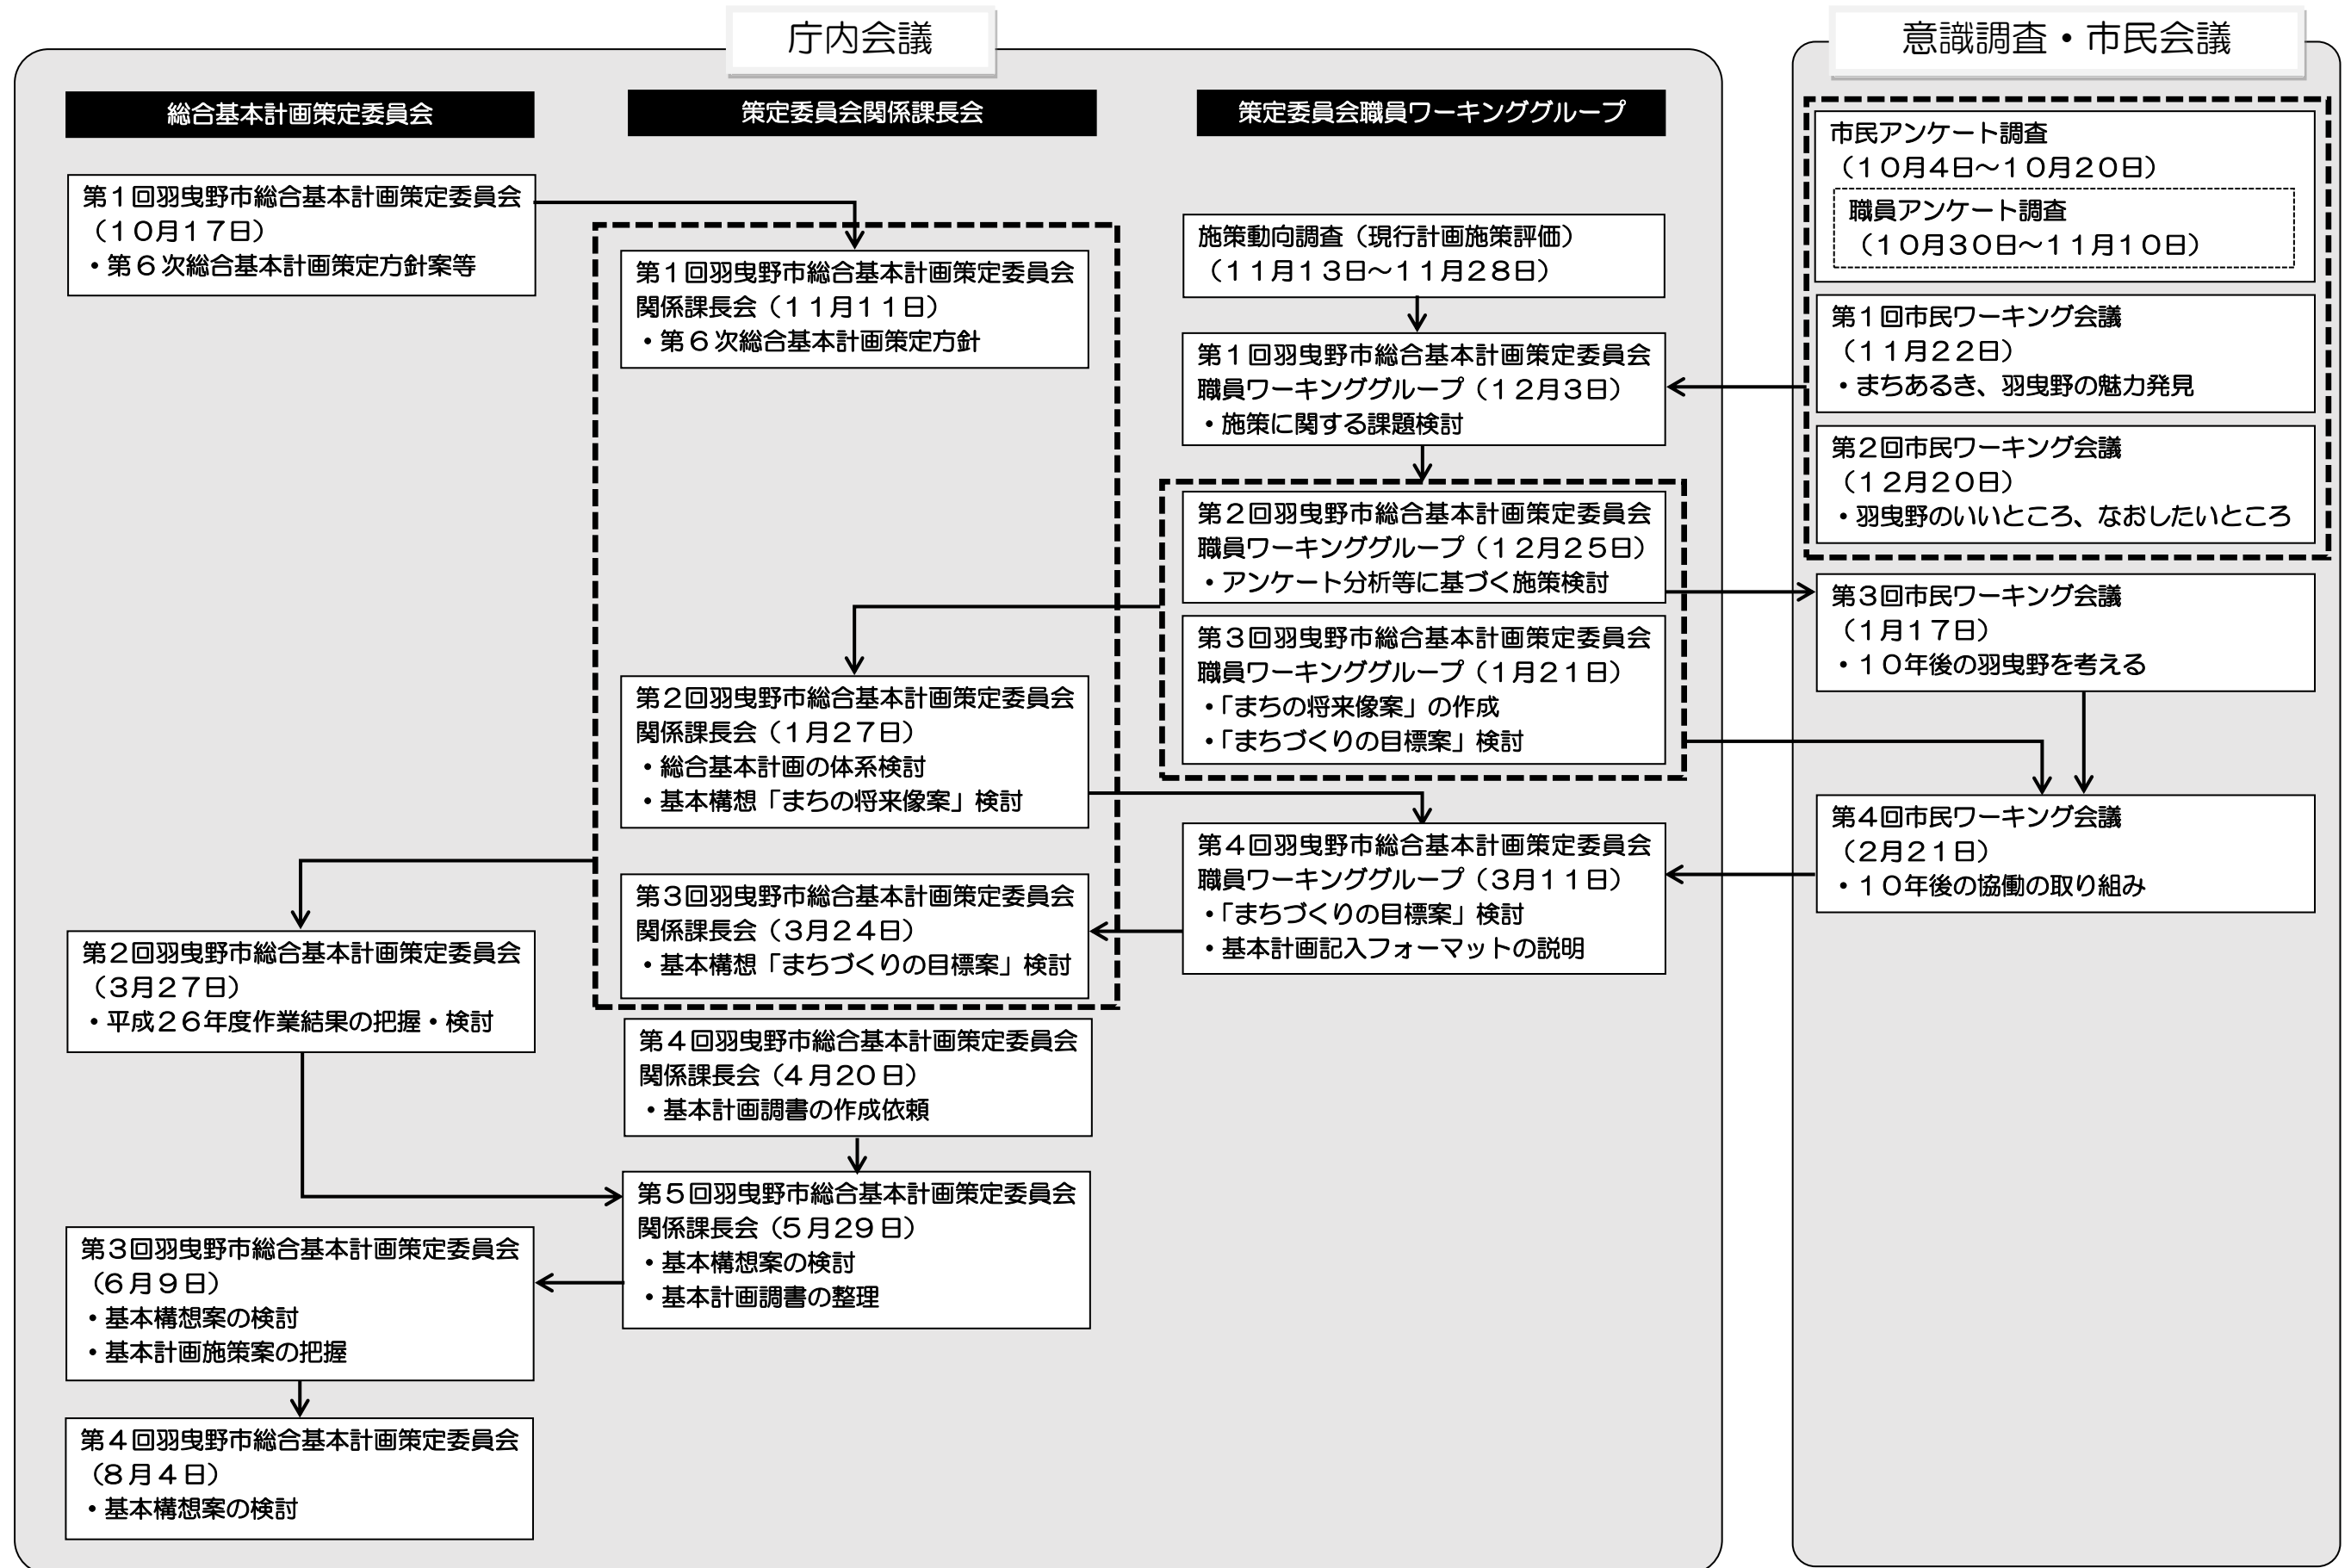 庁内会議
総合基本計画策定委員会
第１回羽曳野市総合基本計画策定委員会
（１０月１７日）
・第６次総合基本計画策定方針案等
第２回羽曳野市総合基本計画策定委員会
（３月２７日）
・平成２６年度作業結果の把握・検討
第３回羽曳野市総合基本計画策定委員会
（６月９日）
・基本構想案の検討
・基本計画施策案の把握
第４回羽曳野市総合基本計画策定委員会
（８月４日）
・基本構想案の検討
策定委員会関係課長会
第１回羽曳野市総合基本計画策定委員会
関係課長会（１１月１１日）
・第６次総合基本計画策定方針
第２回羽曳野市総合基本計画策定委員会
関係課長会（１月２７日）
・総合基本計画の体系検討
・基本構想「まちの将来像案」検討
第３回羽曳野市総合基本計画策定委員会
関係課長会（３月２４日）
・基本構想「まちづくりの目標案」検討
第４回羽曳野市総合基本計画策定委員会
関係課長会（４月２０日）
・基本計画調書の作成依頼
第５回羽曳野市総合基本計画策定委員会
関係課長会（５月２９日）
・基本構想案の検討
・基本計画調書の整理
策定委員会職員ワーキンググループ
施策動向調査（現行計画施策評価）
（１１月１３日～１１月２８日）
第１回羽曳野市総合基本計画策定委員会
職員ワーキンググループ（１２月３日）
・施策に関する課題検討
第２回羽曳野市総合基本計画策定委員会
職員ワーキンググループ（１２月２５日）
・アンケート分析等に基づく施策検討
第３回羽曳野市総合基本計画策定委員会
職員ワーキンググループ（１月２１日）
・「まちの将来像案」の作成
・「まちづくりの目標案」検討
第４回羽曳野市総合基本計画策定委員会
職員ワーキンググループ（３月１１日）
・「まちづくりの目標案」検討
・基本計画記入フォーマットの説明
意識調査・市民会議
市民アンケート調査
（１０月４日～１０月２０日）
職員アンケート調査
（１０月３０日～１１月１０日）
第１回市民ワーキング会議
（１１月２２日）
・まちあるき、羽曳野の魅力発見
第２回市民ワーキング会議
（１２月２０日）
・羽曳野のいいところ、なおしたいところ
第３回市民ワーキング会議
（１月１７日）
・１０年後の羽曳野を考える
第４回市民ワーキング会議
（２月２１日）
・１０年後の協働の取り組み